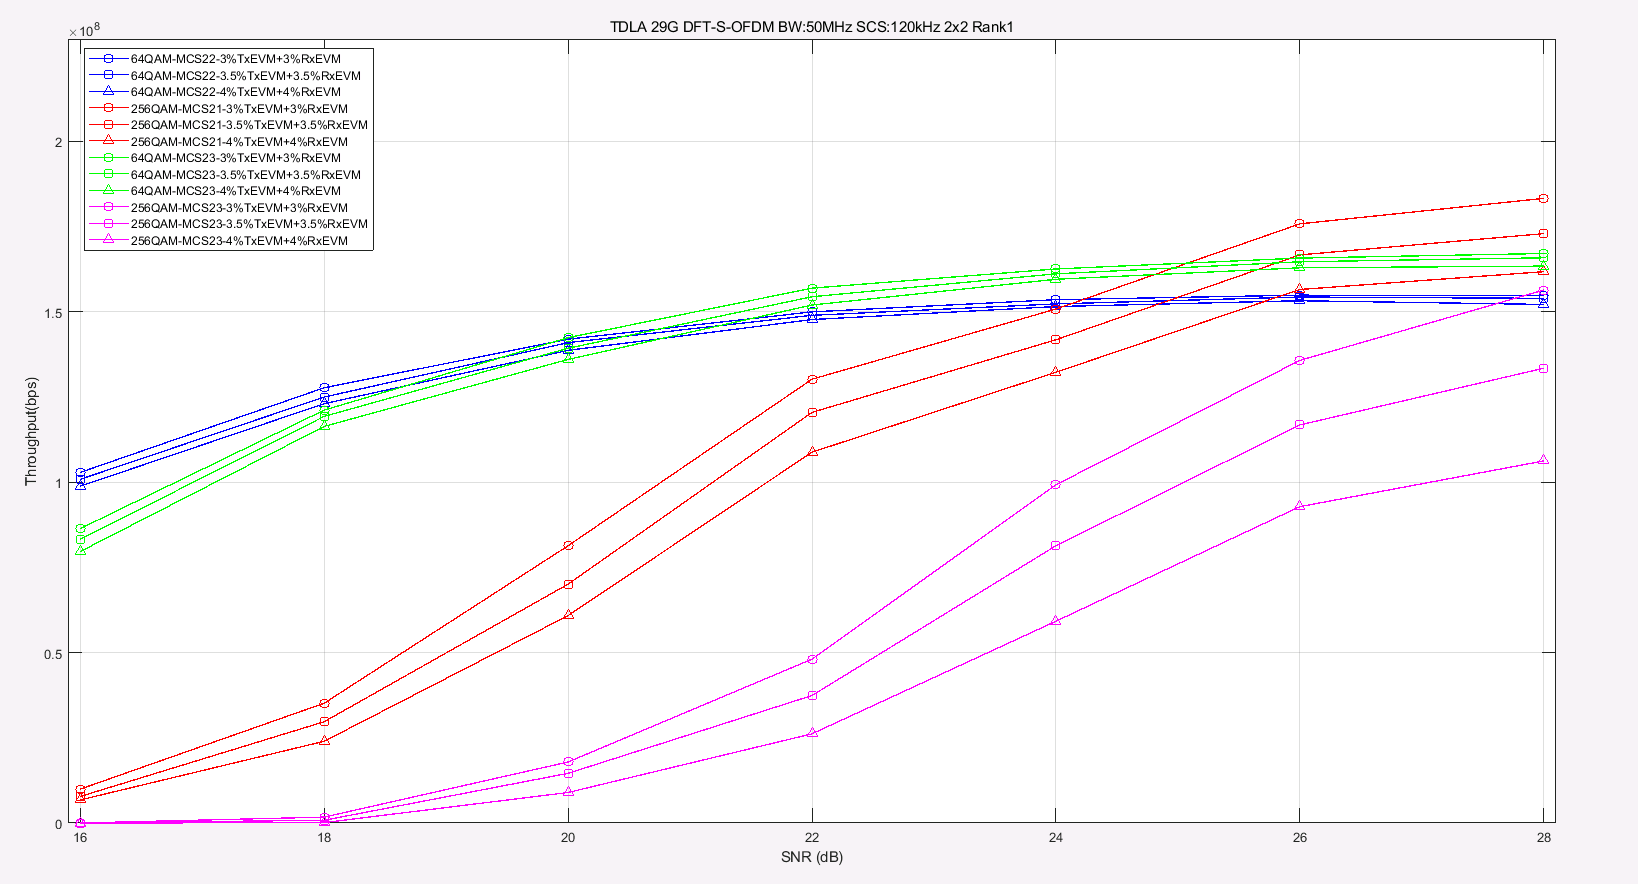 TDLA 29G DFT-S-OFDM BW:50MHz SCS:120kHz 2x2 Rank1
×10^8
64QAM-MCS22-3%TxEVM+3%RxEVM
64QAM-MCS22-3.5%TxEVM+3.5%RxEVM
64QAM-MCS22-4%TxEVM+4%RxEVM
256QAM-MCS21-3%TxEVM+3%RxEVM
256QAM-MCS21-3.5%TxEVM+3.5%RxEVM
256QAM-MCS21-4%TxEVM+4%RxEVM
64QAM-MCS23-3%TxEVM+3%RxEVM
64QAM-MCS23-3.5%TxEVM+3.5%RxEVM
64QAM-MCS23-4%TxEVM+4%RxEVM
256QAM-MCS23-3%TxEVM+3%RxEVM
256QAM-MCS23-3.5%TxEVM+3.5%RxEVM
256QAM-MCS23-4%TxEVM+4%RxEVM
2
1.5
1
0.5
0
Throughput(bps)
16 18 20 22 24 26 28
SNR (dB)